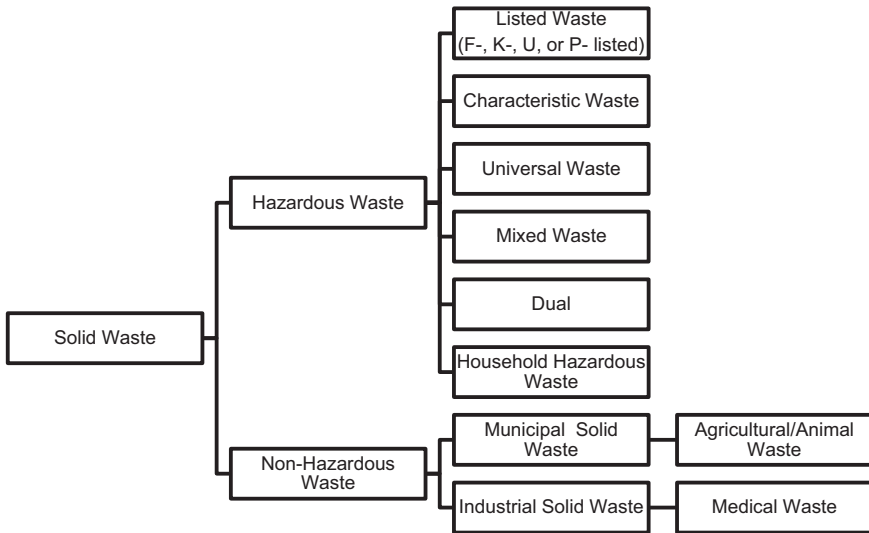 Listed Waste
(F-, K-, U, or P- listed)
Characteristic Waste
Universal Waste
Hazardous Waste
Mixed Waste
Dual
Solid Waste
Household Hazardous
Waste
Municipal Solid
Waste
Agricultural/Animal
Waste
Non-Hazardous
Waste
Industrial Solid Waste
Medical Waste